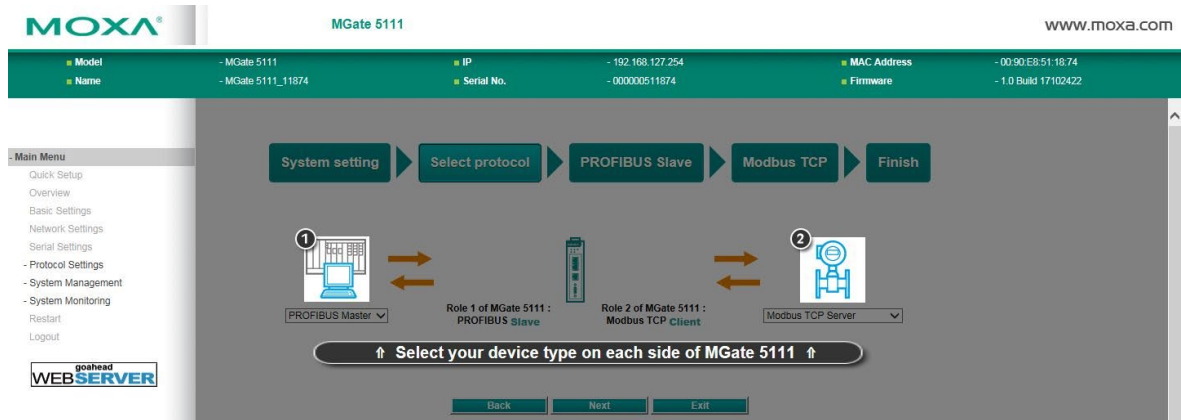 MOXA®
MGate 5111
www.moxa.com
Model - MGate 5111 IP - 192.168.127.254 MAC Address - 00:90:E8:51:18:74
Name - MGate 5111_11874 Serial No. - 000000511874 Firmware - 1.0 Build 17102422
- Main Menu
Quick Setup
Overview
Basic Settings
Network Settings
Serial Settings
- Protocol Settings
- System Management
- System Monitoring
Restart
Logout
goahead
WEBSERVER
System setting Select protocol PROFIBUS Slave Modbus TCP Finish
1
2
PROFIBUS Master
Role 1 of MGate 5111 :
PROFIBUS Slave
Role 2 of MGate 5111 :
Modbus TCP Client
Modbus TCP Server
⇑ Select your device type on each side of MGate 5111 ⇑
Back Next Exit